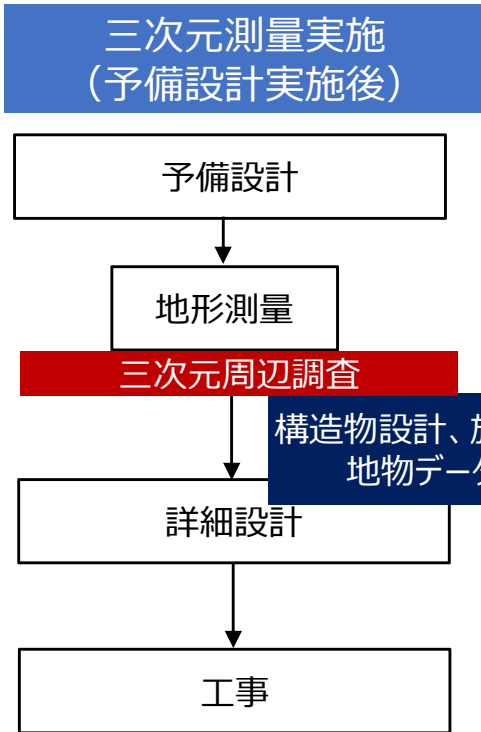 三次元測量実施
（予備設計実施後）
予備設計
地形測量
三次元周辺調査
構造物設計、
地物デー
詳細設計
工事